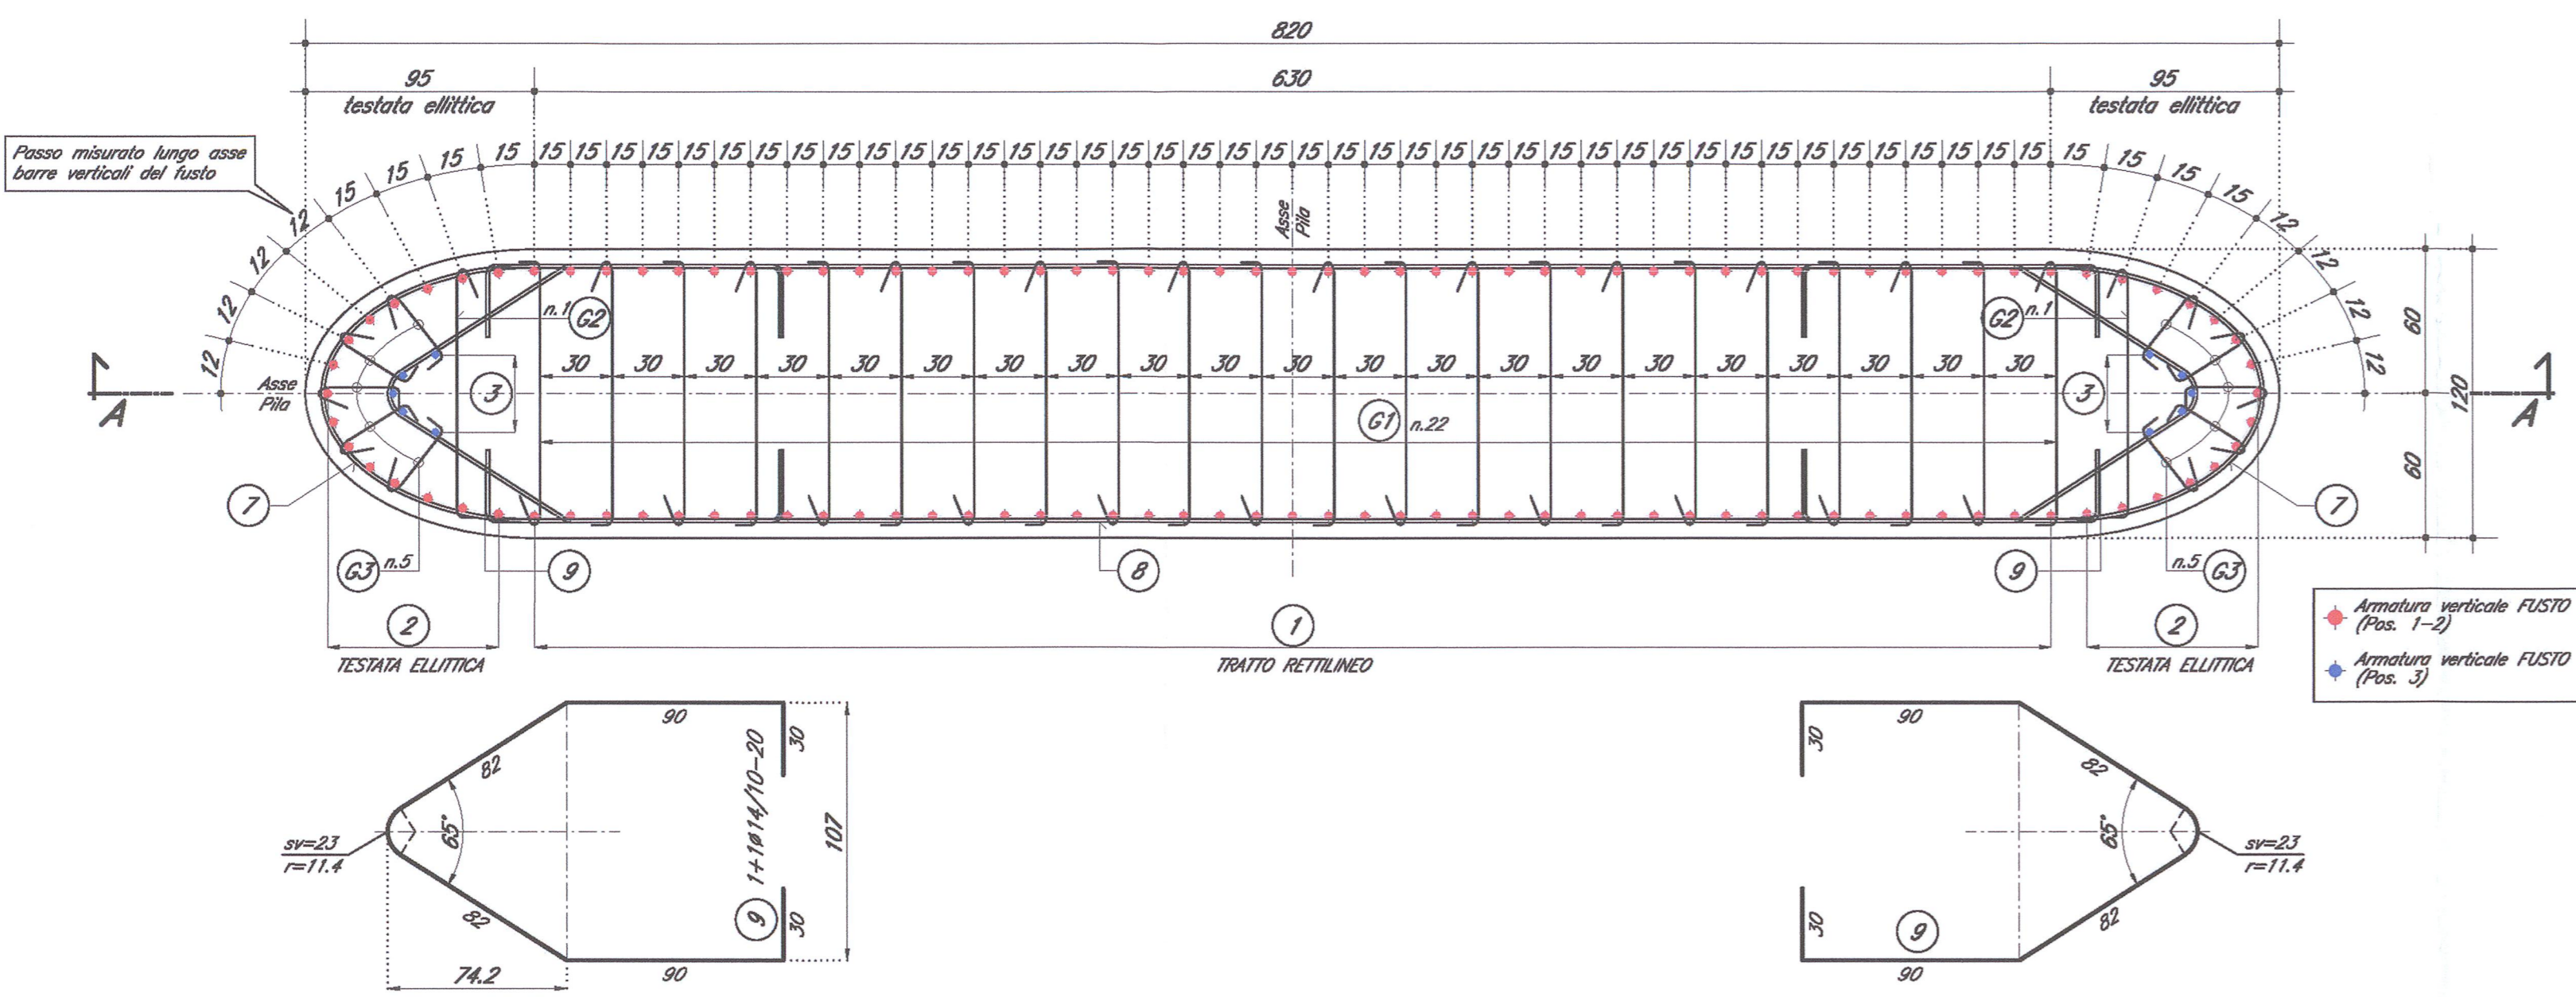 820
95
630
95
testata ellittica
testata ellittica
Passo misurato lungo asse
barre verticali del fusto
12 12 12 12 15 15 15 15 15 15 15 15 15 15 15 15 15 15 15 15 15 15 15 15 15 15 15 15 15 15 15 15 15 15 15 15 15 15 15 15 15 15 15 15 15 15 15 15 15 15 15 15 15 15 12 12 12 12
Asse
Pila
n.1 G2
G2 n.1
60
60
120
30 30 30 30 30 30 30 30 30 30 30 30 30 30 30 30 30 30 30 30 30
Asse
Pila
3
3
A
A
G1 n.22
7
7
G3 n.5
9
8
9
n.5 G3
2
1
2
TESTATA ELLITTICA
TRATTO RETTILINEO
TESTATA ELLITTICA
Armatura verticale FUSTO
(Pos. 1-2)
Armatura verticale FUSTO
(Pos. 3)
90
30
82
65°
sv=23
r=11.4
9 1+1ø14/10-20
107
82
30
74.2
90
90
30
82
65°
sv=23
r=11.4
30
9
82
90